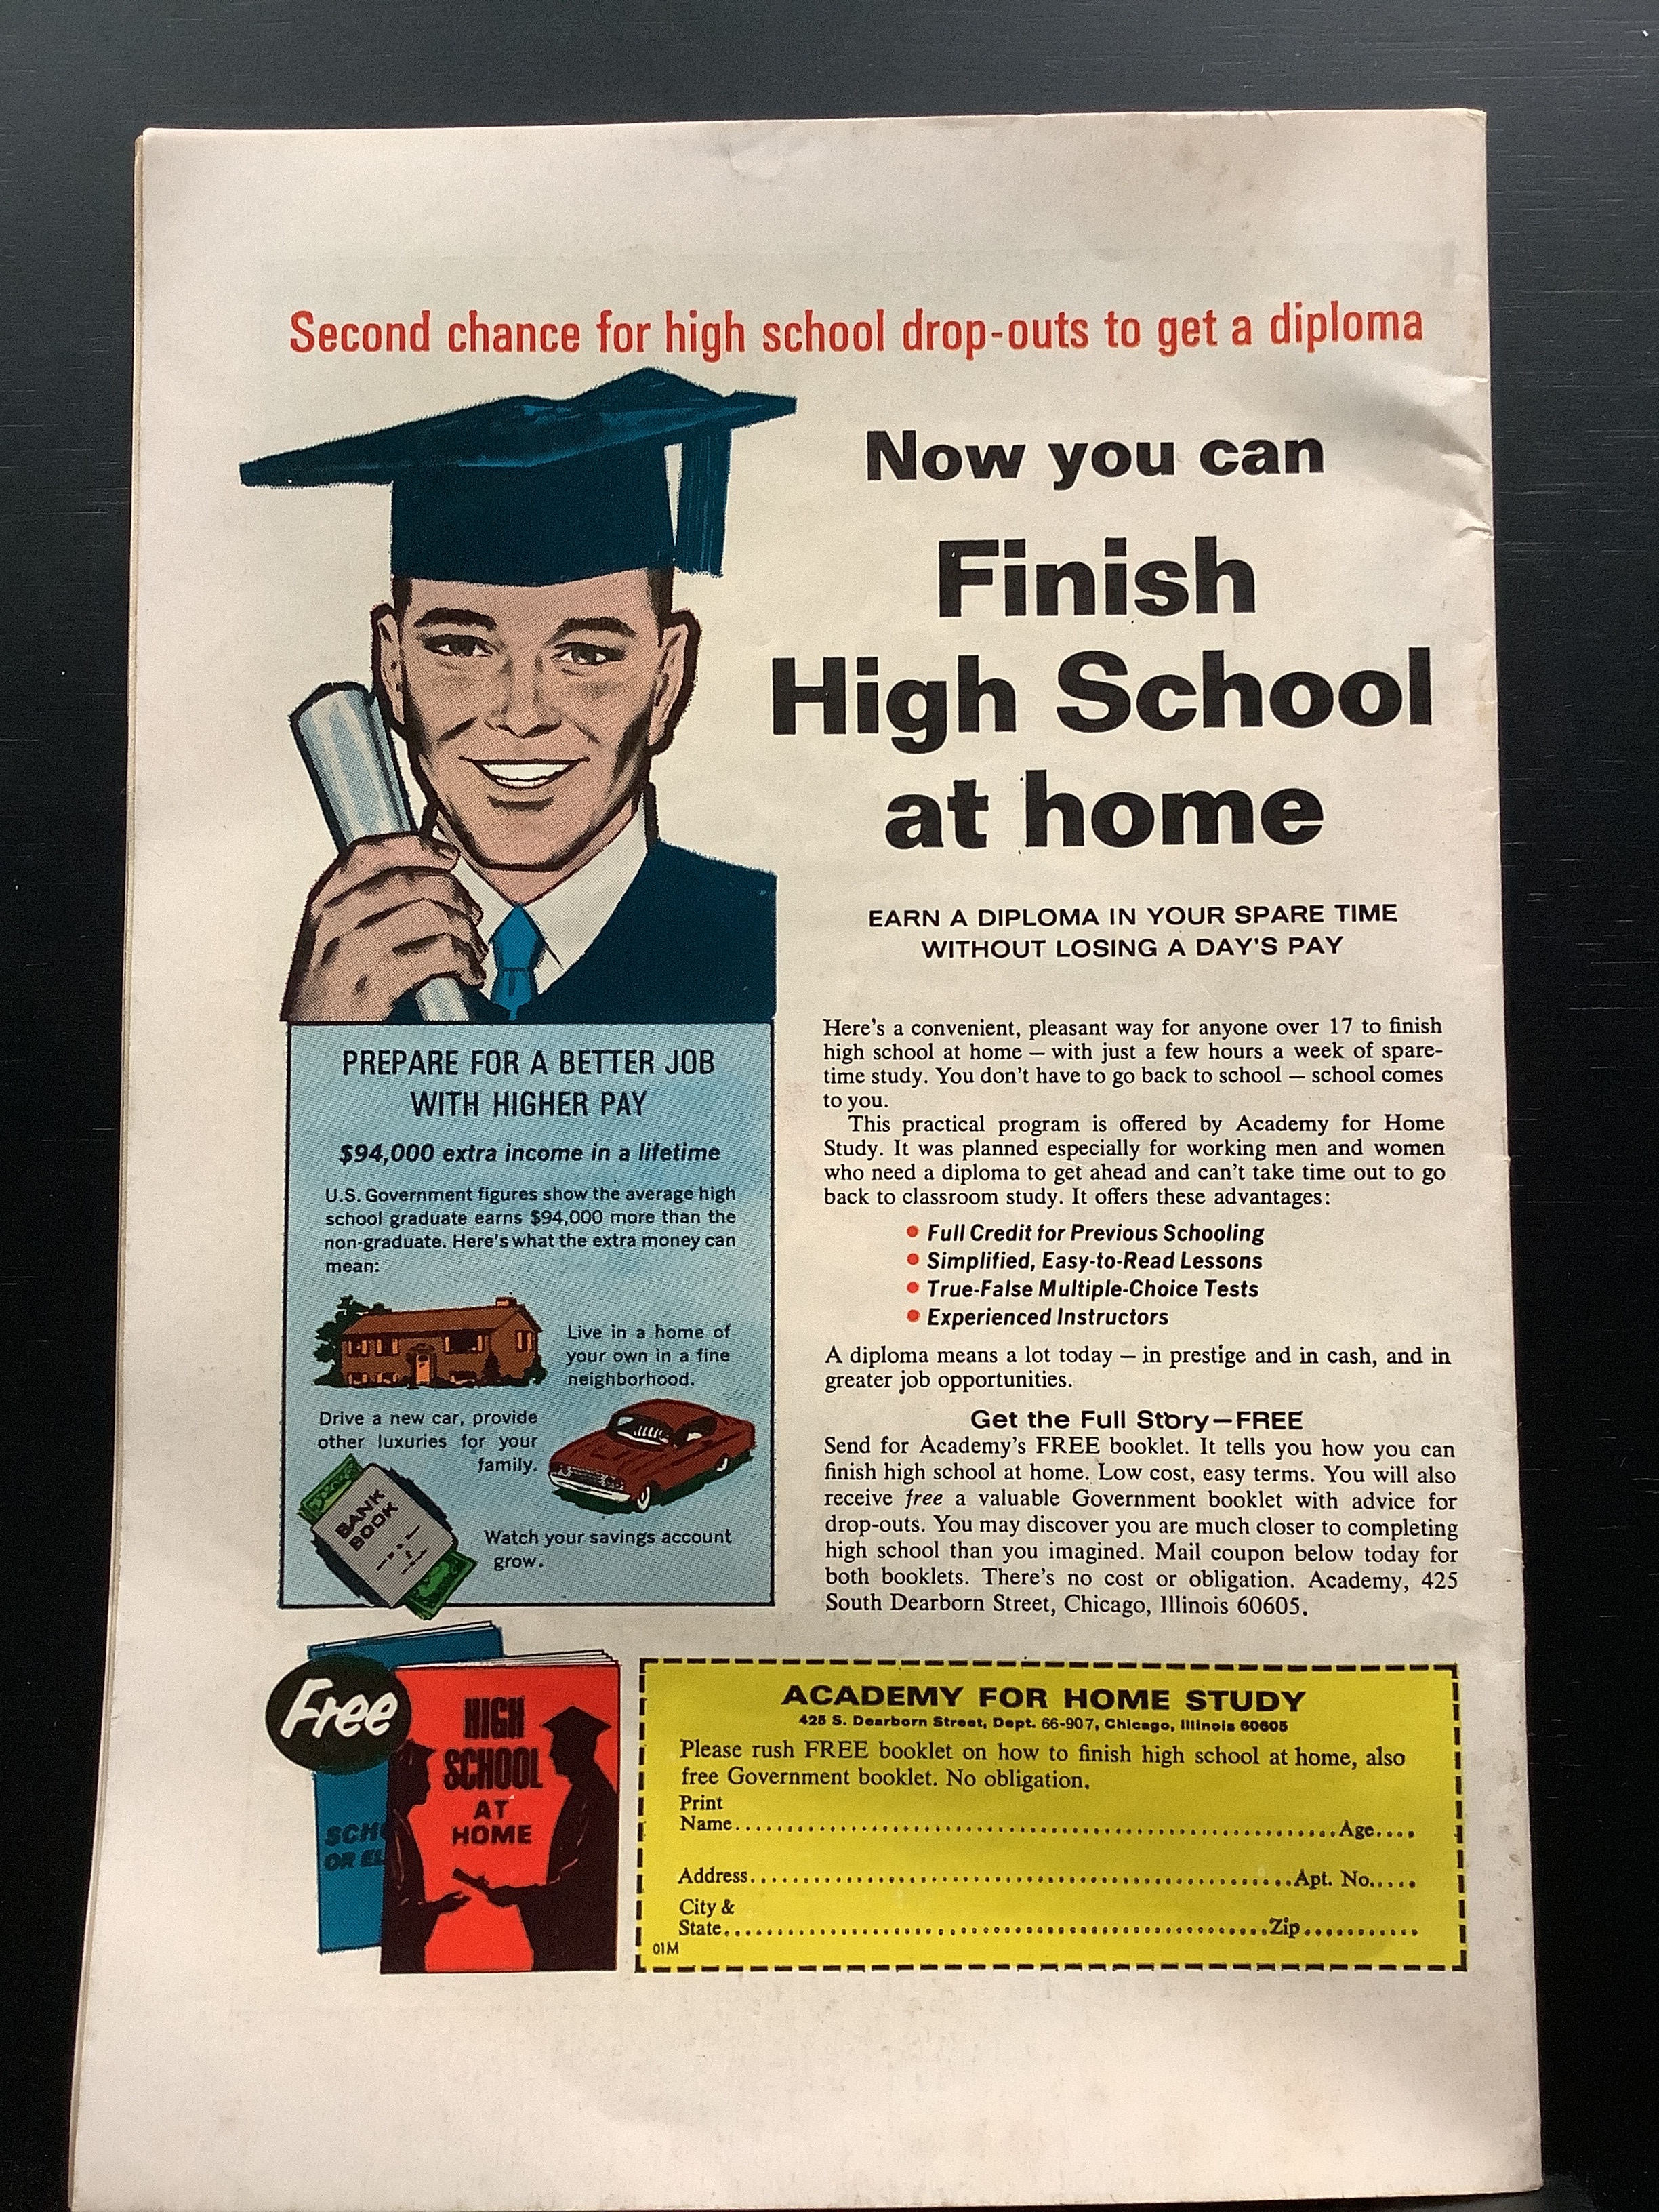 Second chance for high school drop-outs to get a diploma
Now you can
Finish
High School
at home
EARN A DIPLOMA IN YOUR SPARE TIME
WITHOUT LOSING A DAY'S PAY
PREPARE FOR A BETTER JOB
WITH HIGHER PAY
$94,000 extra income in a lifetime
U.S. Government figures show the average high
school graduate earns $94,000 more than the
non-graduate. Here's what the extra money can
mean:
Live in a home of
your own in a fine
neighborhood.
Drive a new car, provide
other luxuries for your
family.
BANK
BOOK
Watch your savings account
grow.
Here's a convenient, pleasant way for anyone over 17 to finish
high school at home — with just a few hours a week of spare-
time study. You don't have to go back to school — school comes
to you.
This practical program is offered by Academy for Home
Study. It was planned especially for working men and women
who need a diploma to get ahead and can't take time out to go
back to classroom study. It offers these advantages:
• Full Credit for Previous Schooling
• Simplified, Easy-to-Read Lessons
• True-False Multiple-Choice Tests
• Experienced Instructors
A diploma means a lot today — in prestige and in cash, and in
greater job opportunities.
Get the Full Story—FREE
Send for Academy's FREE booklet. It tells you how you can
finish high school at home. Low cost, easy terms. You will also
receive free a valuable Government booklet with advice for
drop-outs. You may discover you are much closer to completing
high school than you imagined. Mail coupon below today for
both booklets. There's no cost or obligation. Academy, 425
South Dearborn Street, Chicago, Illinois 60605.
Free
SCH
OR EL
HIGH
SCHOOL
AT
HOME
ACADEMY FOR HOME STUDY
425 S. Dearborn Street, Dept. 66-907, Chicago, Illinois 60605
Please rush FREE booklet on how to finish high school at home, also
free Government booklet. No obligation.
Print
Name.......... Age....
Address.......... Apt. No.....
City &
State.......... Zip..........
01M